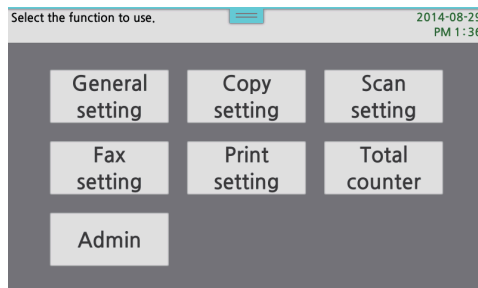 Select the function to use.
2014-08-29
PM 1:36
General
setting
Copy
setting
Scan
setting
Fax
setting
Print
setting
Total
counter
Admin